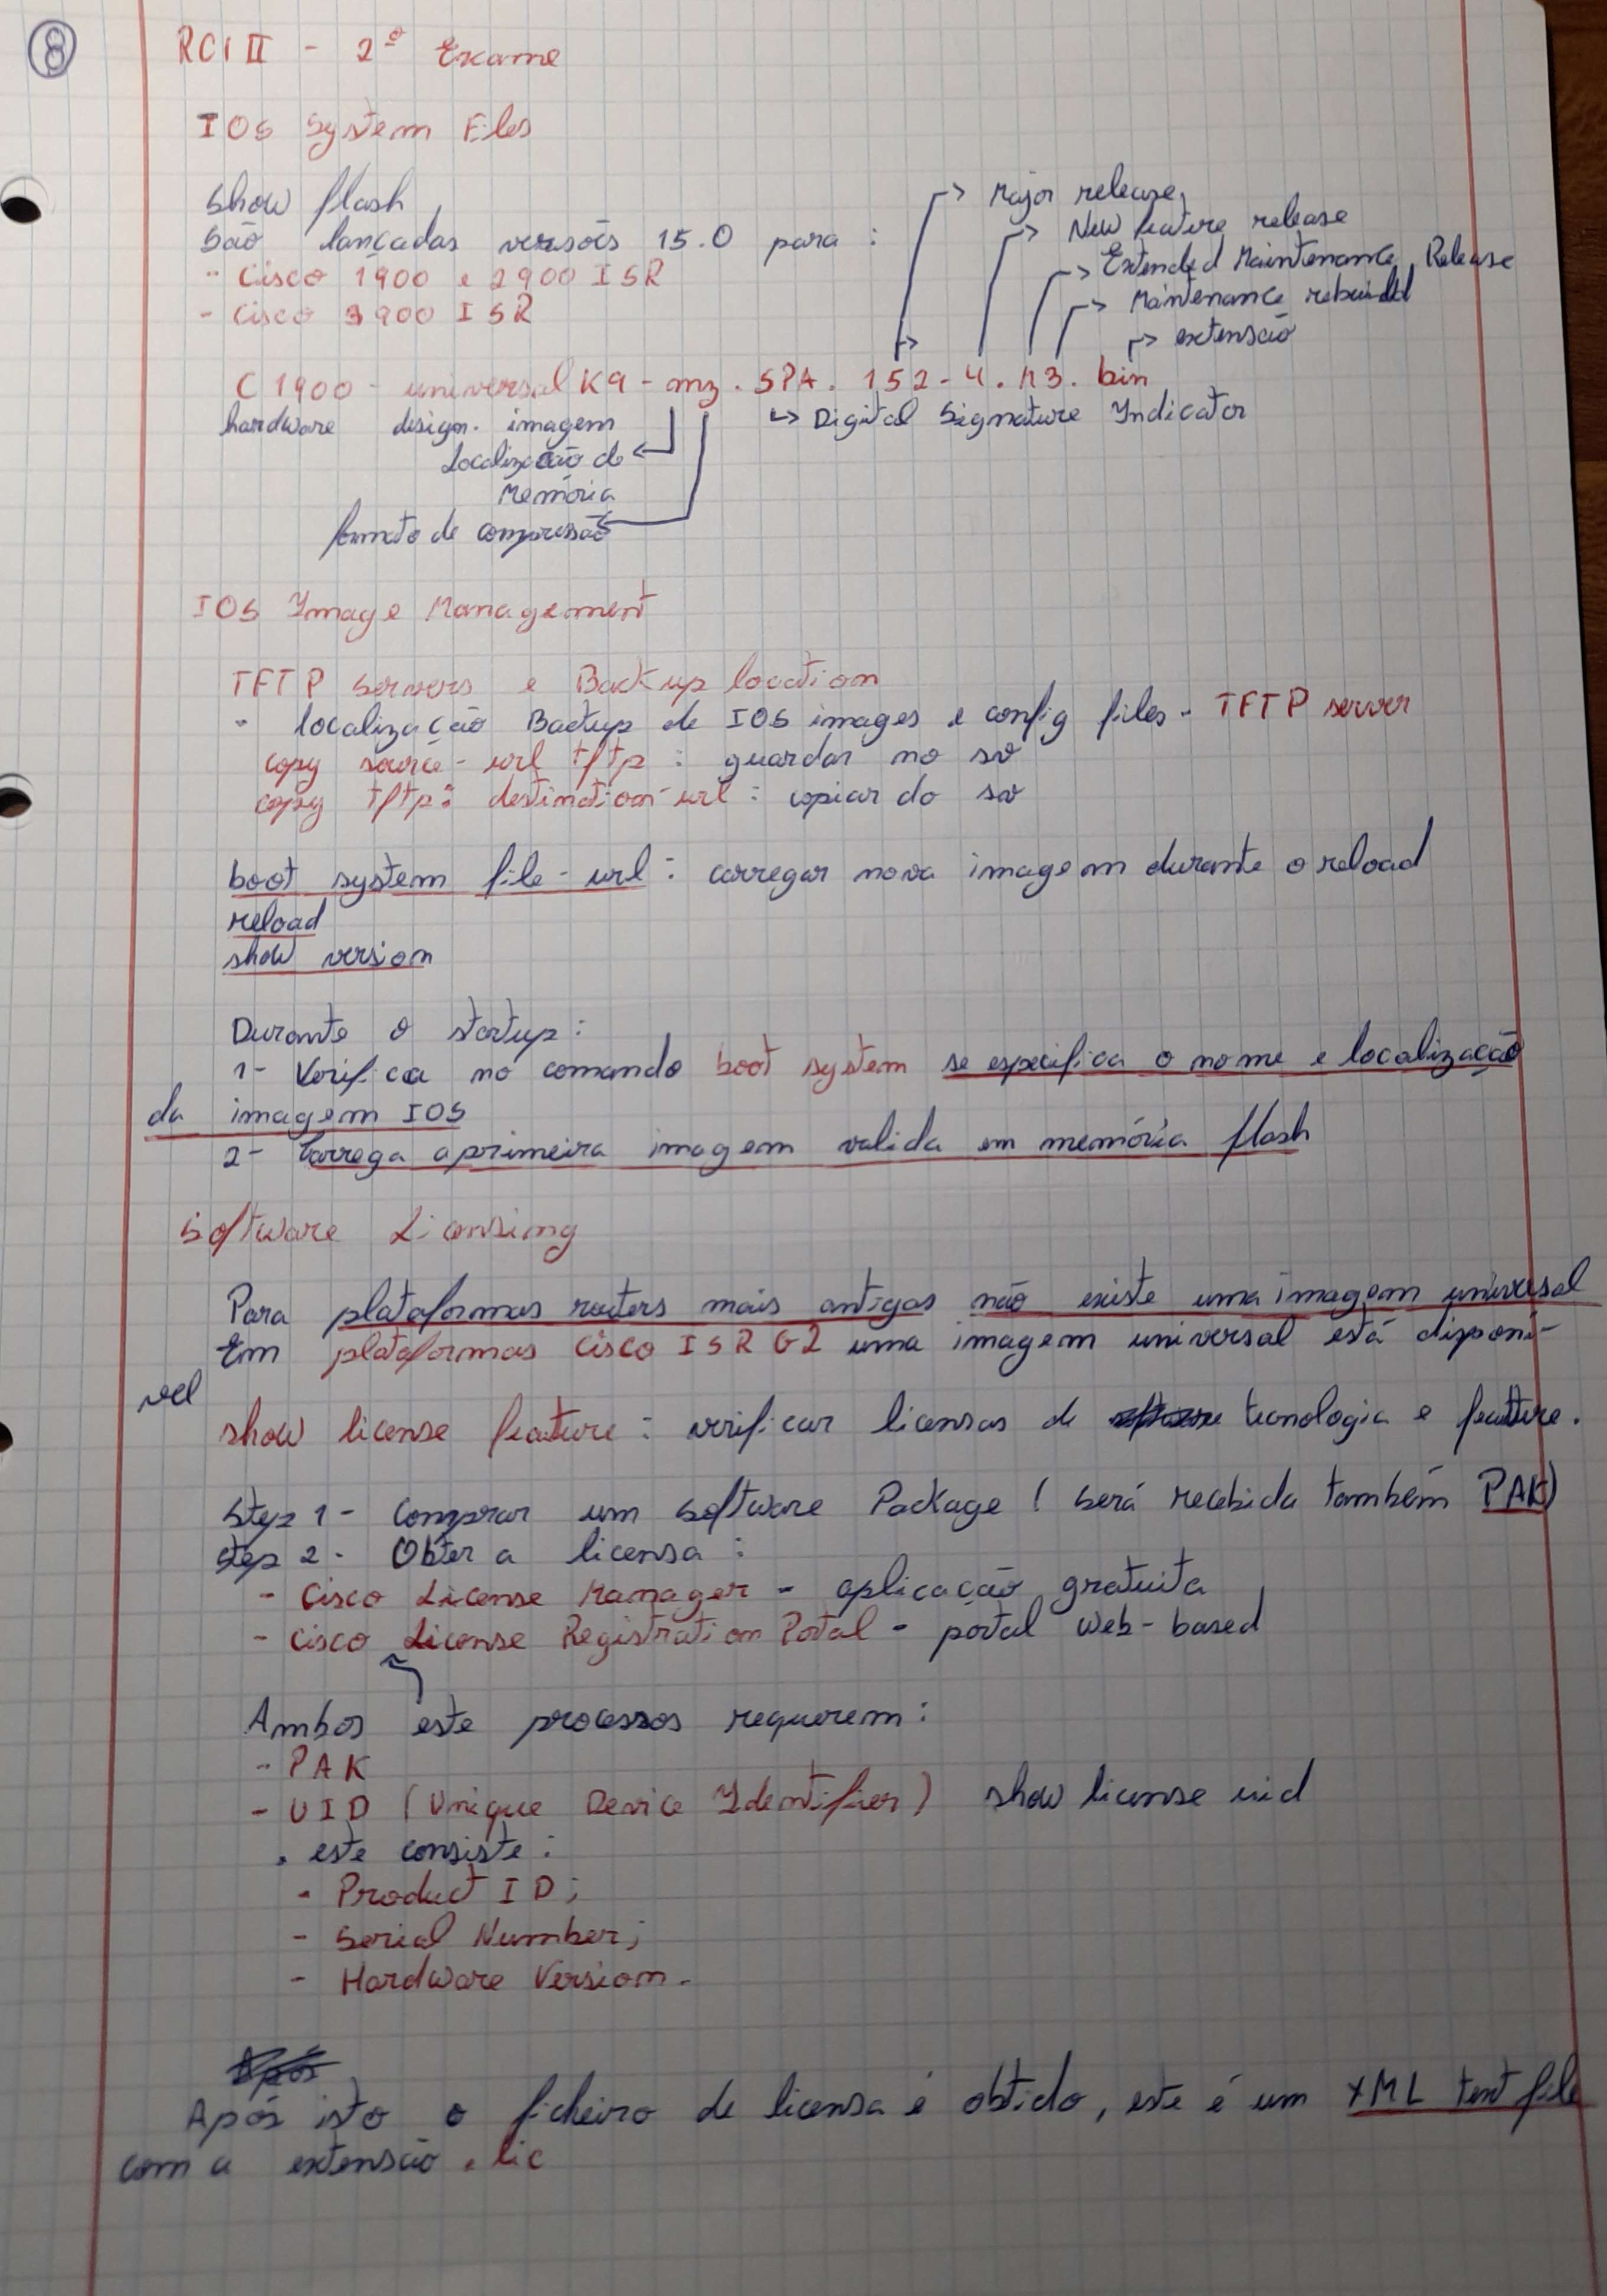 8
RCI II - 2º Exame
IOS System Files
Show flash
São lançadas versões 15.0 para :
- Cisco 1900 e 2900 ISR
- Cisco 3900 ISR
Major release
New feature release
Extended Maintenance Release
Maintenance rebuild
extensão
C1900 - universalK9 - mz . SPA . 152-4 . M3 . bin
hardware design. imagem
Digital Signature Indicator
Localização de
Memória
formato de compressão
IOS Image Management
TFTP servers e Backup location
- localização Backup de IOS images e config files - TFTP server
copy source-url tftp : guardar no sv
copy tftp: destination-url : copiar do sv
boot system file-url : carregar nova imagem durante o reload
reload
show version
Durante o startup :
1- Verifica no comando boot system se especifica o nome e localização
da imagem IOS
2- Carrega a primeira imagem valida em memória flash
Software Licensing
Para plataformas routers mais antigas não existe uma imagem universal
Em plataformas Cisco ISR G2 uma imagem universal está disponí-
vel
show license feature : verificar licensas de tecnologia e feature.
Step 1 - Comprar um software Package ( Será recebida também PAK)
Step 2 - Obter a licensa :
- Cisco License Manager - aplicação gratuita
- Cisco License Registration Portal - portal Web-based
Ambos este processos requerem :
- PAK
- UID (Unique Device Identifier) show license uid
. este consiste :
- Product ID ;
- Serial Number ;
- Hardware Version.
Após isto o ficheiro de licensa é obtido, este é um XML text file
com a extensão .lic